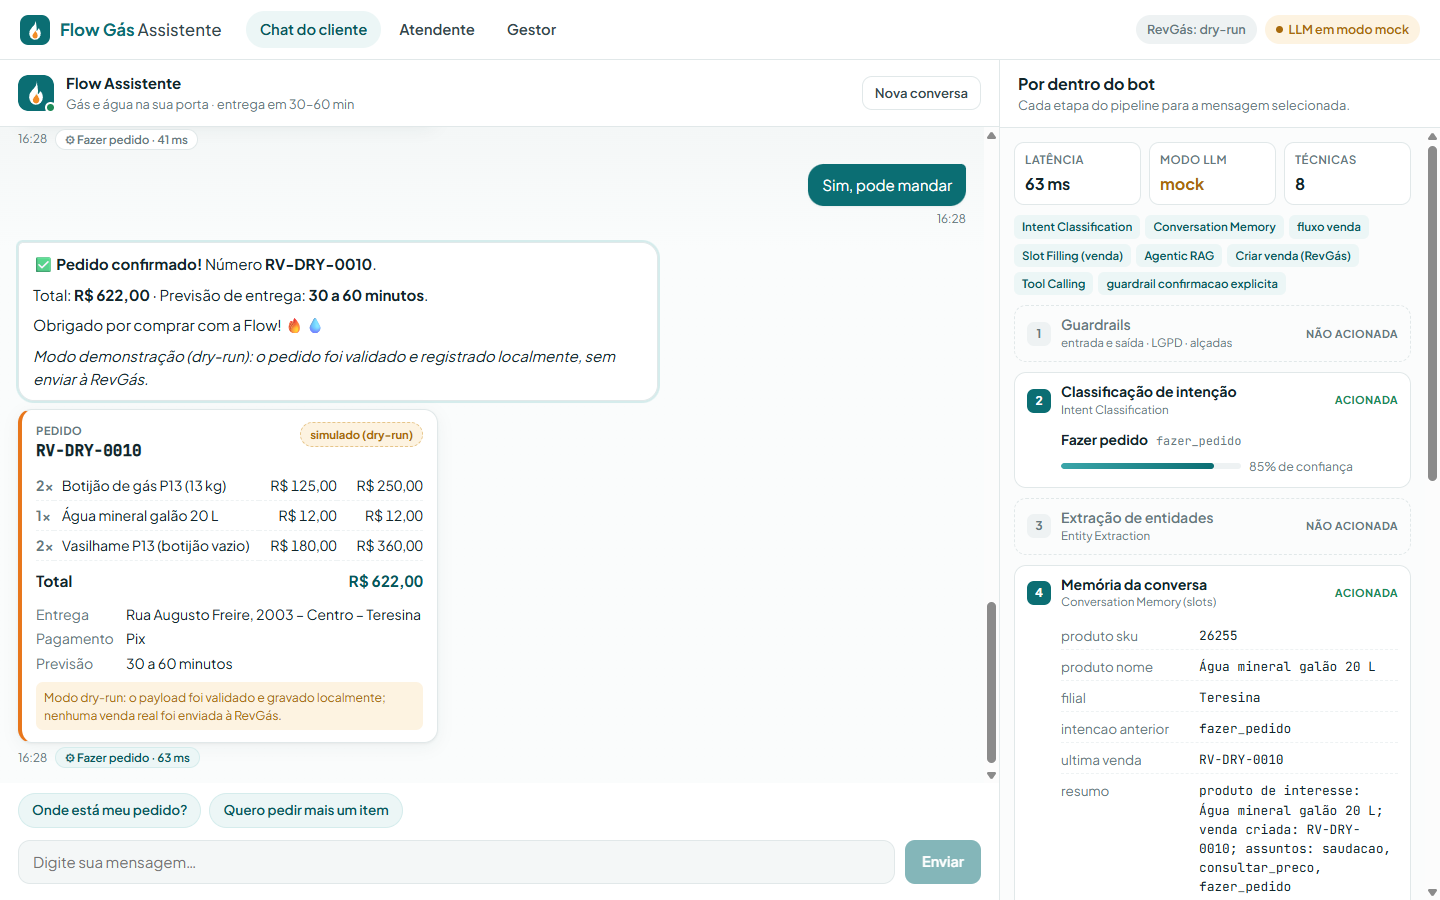 Flow Gás Assistente
Chat do cliente
Atendente
Gestor
RevGás: dry-run
LLM em modo mock
Flow Assistente
Gás e água na sua porta · entrega em 30–60 min
Nova conversa
16:28
Fazer pedido · 41 ms
Sim, pode mandar
16:28
Pedido confirmado! Número RV-DRY-0010.
Total: R$ 622,00 · Previsão de entrega: 30 a 60 minutos.
Obrigado por comprar com a Flow!
Modo demonstração (dry-run): o pedido foi validado e registrado localmente, sem
enviar à RevGás.
PEDIDO
RV-DRY-0010
simulado (dry-run)
2× Botijão de gás P13 (13 kg) R$ 125,00 R$ 250,00
1× Água mineral galão 20 L R$ 12,00 R$ 12,00
2× Vasilhame P13 (botijão vazio) R$ 180,00 R$ 360,00
Total R$ 622,00
Entrega Rua Augusto Freire, 2003 – Centro – Teresina
Pagamento Pix
Previsão 30 a 60 minutos
Modo dry-run: o payload foi validado e gravado localmente;
nenhuma venda real foi enviada à RevGás.
16:28
Fazer pedido · 63 ms
Onde está meu pedido?
Quero pedir mais um item
Digite sua mensagem...
Enviar
Por dentro do bot
Cada etapa do pipeline para a mensagem selecionada.
LATÊNCIA
63 ms
MODO LLM
mock
TÉCNICAS
8
Intent Classification
Conversation Memory
fluxo venda
Slot Filling (venda)
Agentic RAG
Criar venda (RevGás)
Tool Calling
guardrail confirmacao explicita
1
Guardrails
entrada e saída · LGPD · alçadas
NÃO ACIONADA
2
Classificação de intenção
Intent Classification
ACIONADA
Fazer pedido fazer_pedido
85% de confiança
3
Extração de entidades
Entity Extraction
NÃO ACIONADA
4
Memória da conversa
Conversation Memory (slots)
ACIONADA
produto sku 26255
produto nome Água mineral galão 20 L
filial Teresina
intencao anterior fazer_pedido
ultima venda RV-DRY-0010
resumo produto de interesse:
Água mineral galão 20 L;
venda criada: RV-DRY-
0010; assuntos: saudacao,
consultar_preco,
fazer_pedido